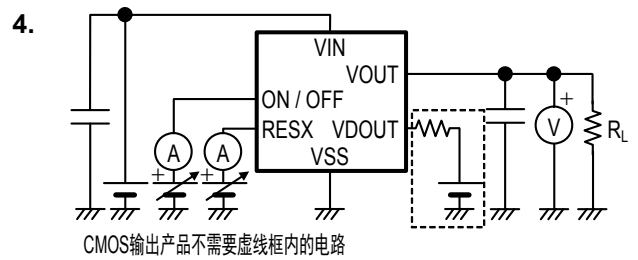 4.
VIN
VOUT
ON / OFF
RESX VDOUT
VSS
A
A
V
RL
+
+
+
CMOS输出产品不需要虚线框内的电路